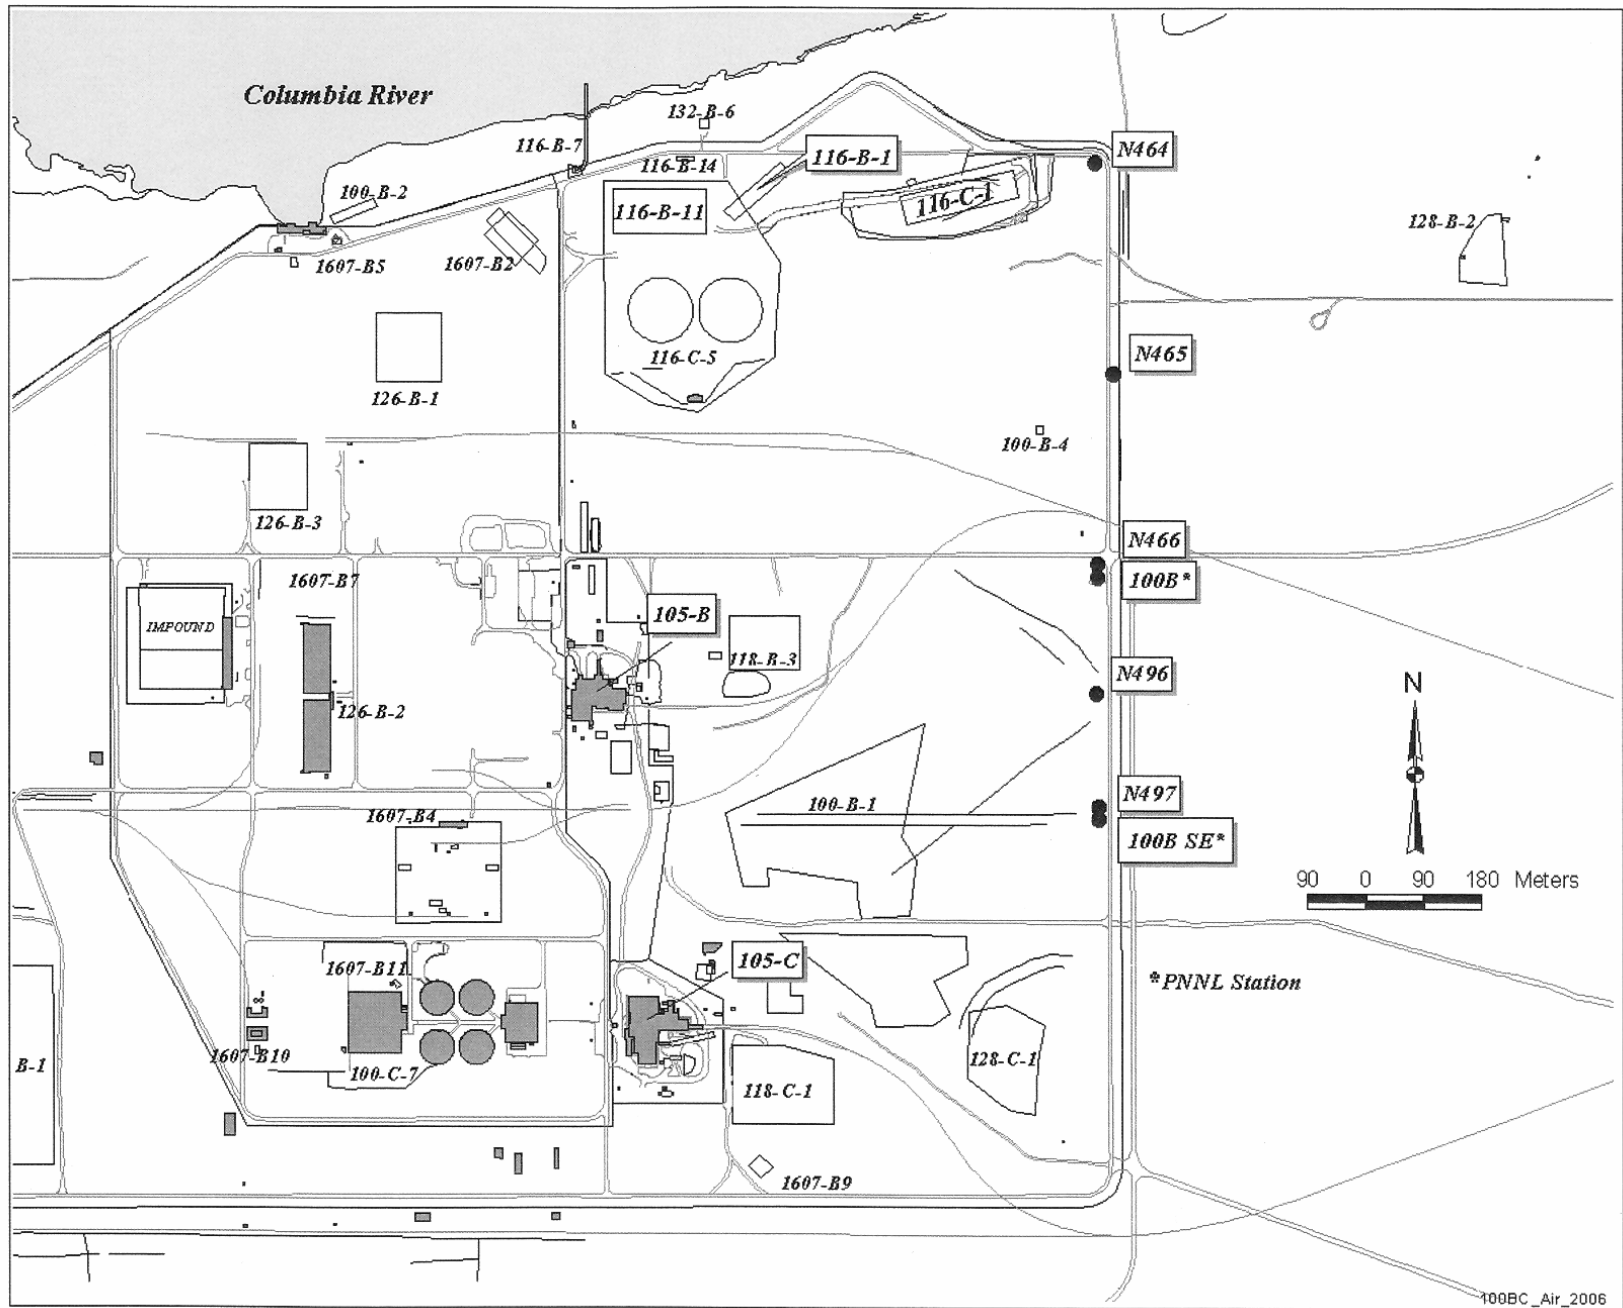 Columbia River
132-B-6
116-B-7
116-B-14
116-B-1
N464
100-B-2
116-B-11
116-C-1
128-B-2
1607-B5
1607-B2
N465
116-C-5
126-B-1
100-B-4
126-B-3
N466
1607-B7
100B*
105-B
IMPOUND
118-B-3
N496
N
126-B-2
N497
100-B-1
1607-B4
100B SE*
90 0 90 180 Meters
105-C
1607-B11
*PNNL Station
1607-B10
B-1
100-C-7
128-C-1
118-C-1
1607-B9
100BC_Air_2006